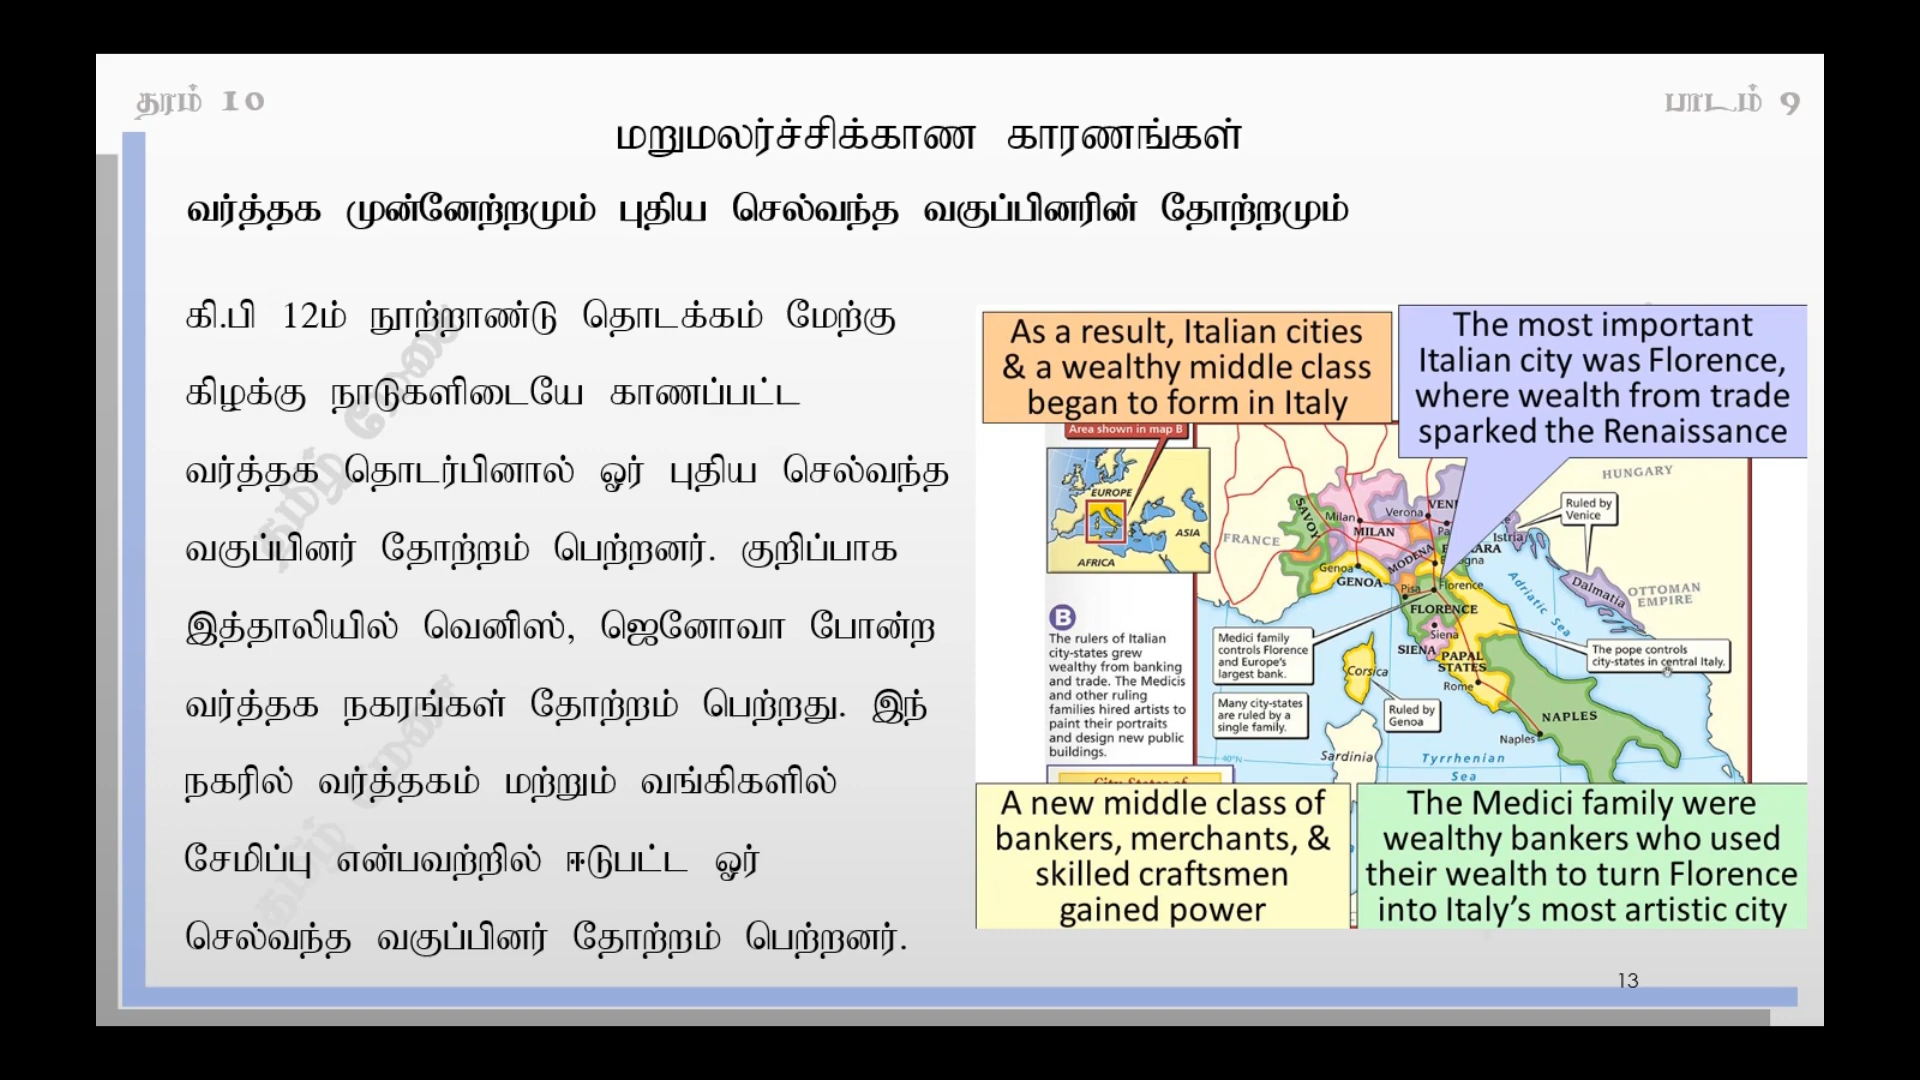 தரம் 10
பாடம் 9
மறுமலர்ச்சிக்காண காரணங்கள்
வர்த்தக முன்னேற்றமும் புதிய செல்வந்த வகுப்பினரின் தோற்றமும்
கி.பி 12ம் நூற்றாண்டு தொடக்கம் மேற்கு
கிழக்கு நாடுகளிடையே காணப்பட்ட
வர்த்தக தொடர்பினால் ஓர் புதிய செல்வந்த
வகுப்பினர் தோற்றம் பெற்றனர். குறிப்பாக
இத்தாலியில் வெனிஸ், ஜெனோவா போன்ற
வர்த்தக நகரங்கள் தோற்றம் பெற்றது. இந்
நகரில் வர்த்தகம் மற்றும் வங்கிகளில்
சேமிப்பு என்பவற்றில் ஈடுபட்ட ஓர்
செல்வந்த வகுப்பினர் தோற்றம் பெற்றனர்.
As a result, Italian cities
& a wealthy middle class
began to form in Italy
The most important
Italian city was Florence,
where wealth from trade
sparked the Renaissance
Area shown in map B
EUROPE
ASIA
AFRICA
B
The rulers of Italian
city-states grew
wealthy from banking
and trade. The Medicis
and other ruling
families hired artists to
paint their portraits
and design new public
buildings.
HUNGARY
Ruled by
Venice
FRANCE
SAVOY
Milan
MILAN
Verona
Istria
Genoa
GENOA
MODENA
Pisa
Florence
FLORENCE
Adriatic Sea
Dalmatia
OTTOMAN
EMPIRE
Medici family
controls Florence
and Europe's
largest bank.
Siena
SIENA
PAPAL
STATES
The pope controls
city-states in central Italy.
Corsica
Rome
Many city-states
are ruled by a
single family.
Ruled by
Genoa
NAPLES
Naples
Sardinia
Tyrrhenian
Sea
40°N
A new middle class of
bankers, merchants, &
skilled craftsmen
gained power
The Medici family were
wealthy bankers who used
their wealth to turn Florence
into Italy's most artistic city
13